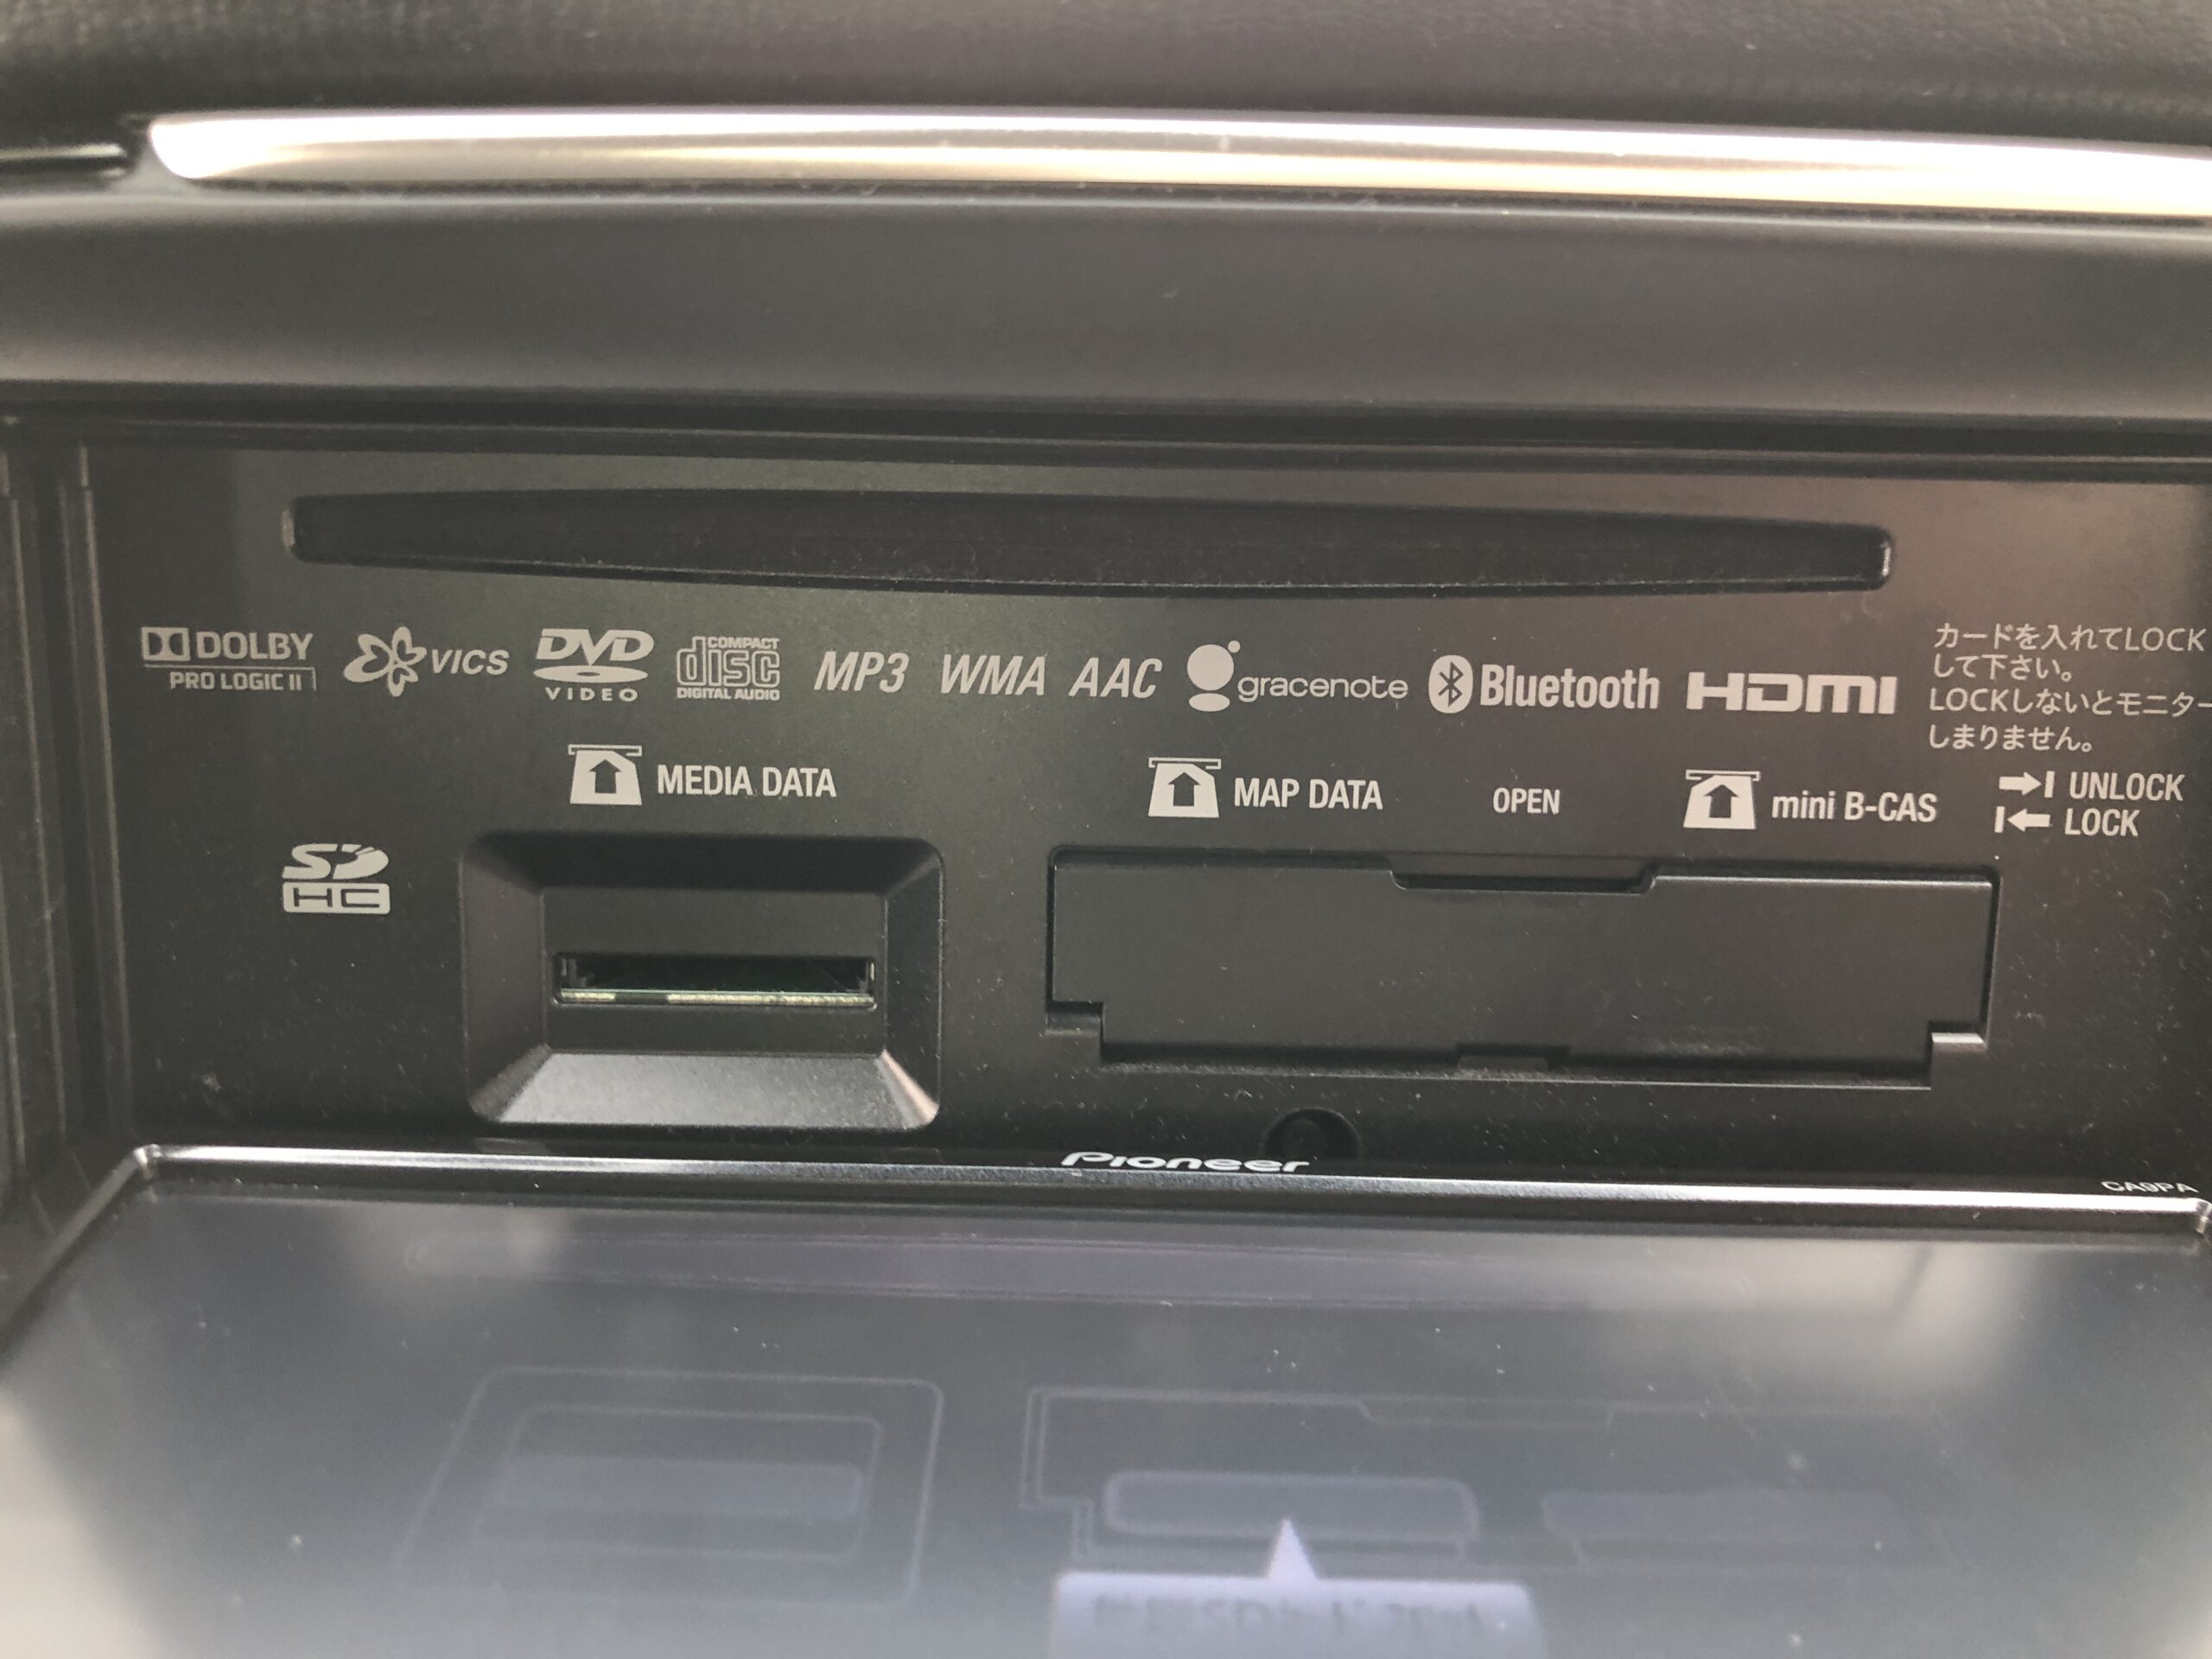 DOLBY
PRO LOGIC II
VICS
DVD
VIDEO
COMPACT
disc
DIGITAL AUDIO
MP3
WMA
AAC
gracenote
Bluetooth
HDMI
カードを入れてLOCK
して下さい。
LOCKしないとモニター
しまりません。
MEDIA DATA
MAP DATA
OPEN
mini B-CAS
UNLOCK
LOCK
SD
HC
Pioneer
CA9PA